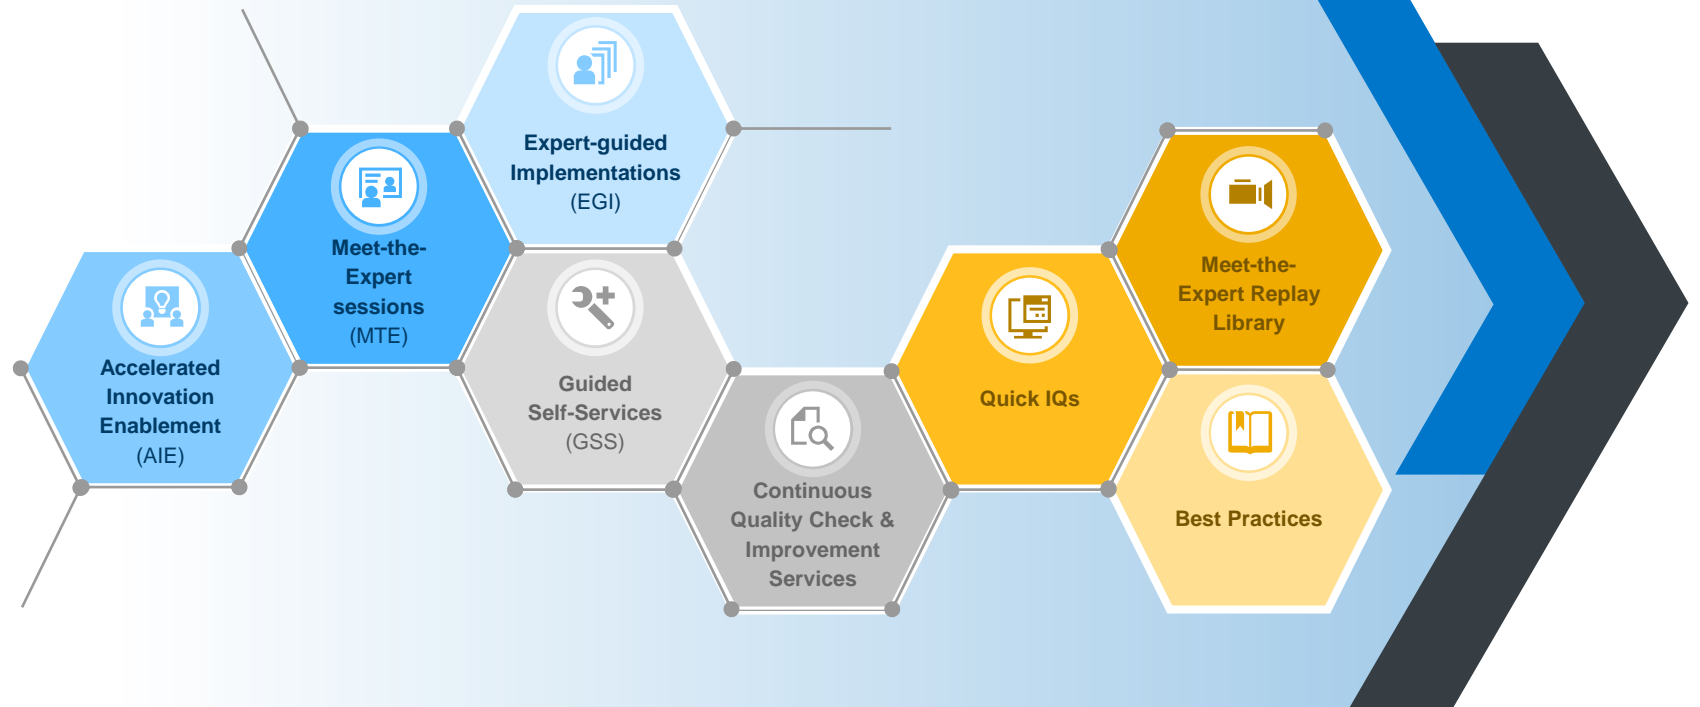 Expert-guided
Implementations
(EGI)
Meet-the-
Expert
sessions
(MTE)
Accelerated
Innovation
Enablement
(AIE)
Guided
Self-Services
(GSS)
Continuous
Quality Check &
Improvement
Services
Quick IQs
Meet-the-
Expert Replay
Library
Best Practices